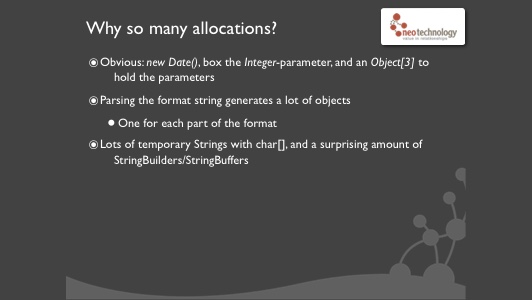 Why so many allocations?
neotechnology
value in relationships
Obvious: new Date(), box the Integer-parameter, and an Object[3] to
hold the parameters
Parsing the format string generates a lot of objects
One for each part of the format
Lots of temporary Strings with char[], and a surprising amount of
StringBuilders/StringBuffers